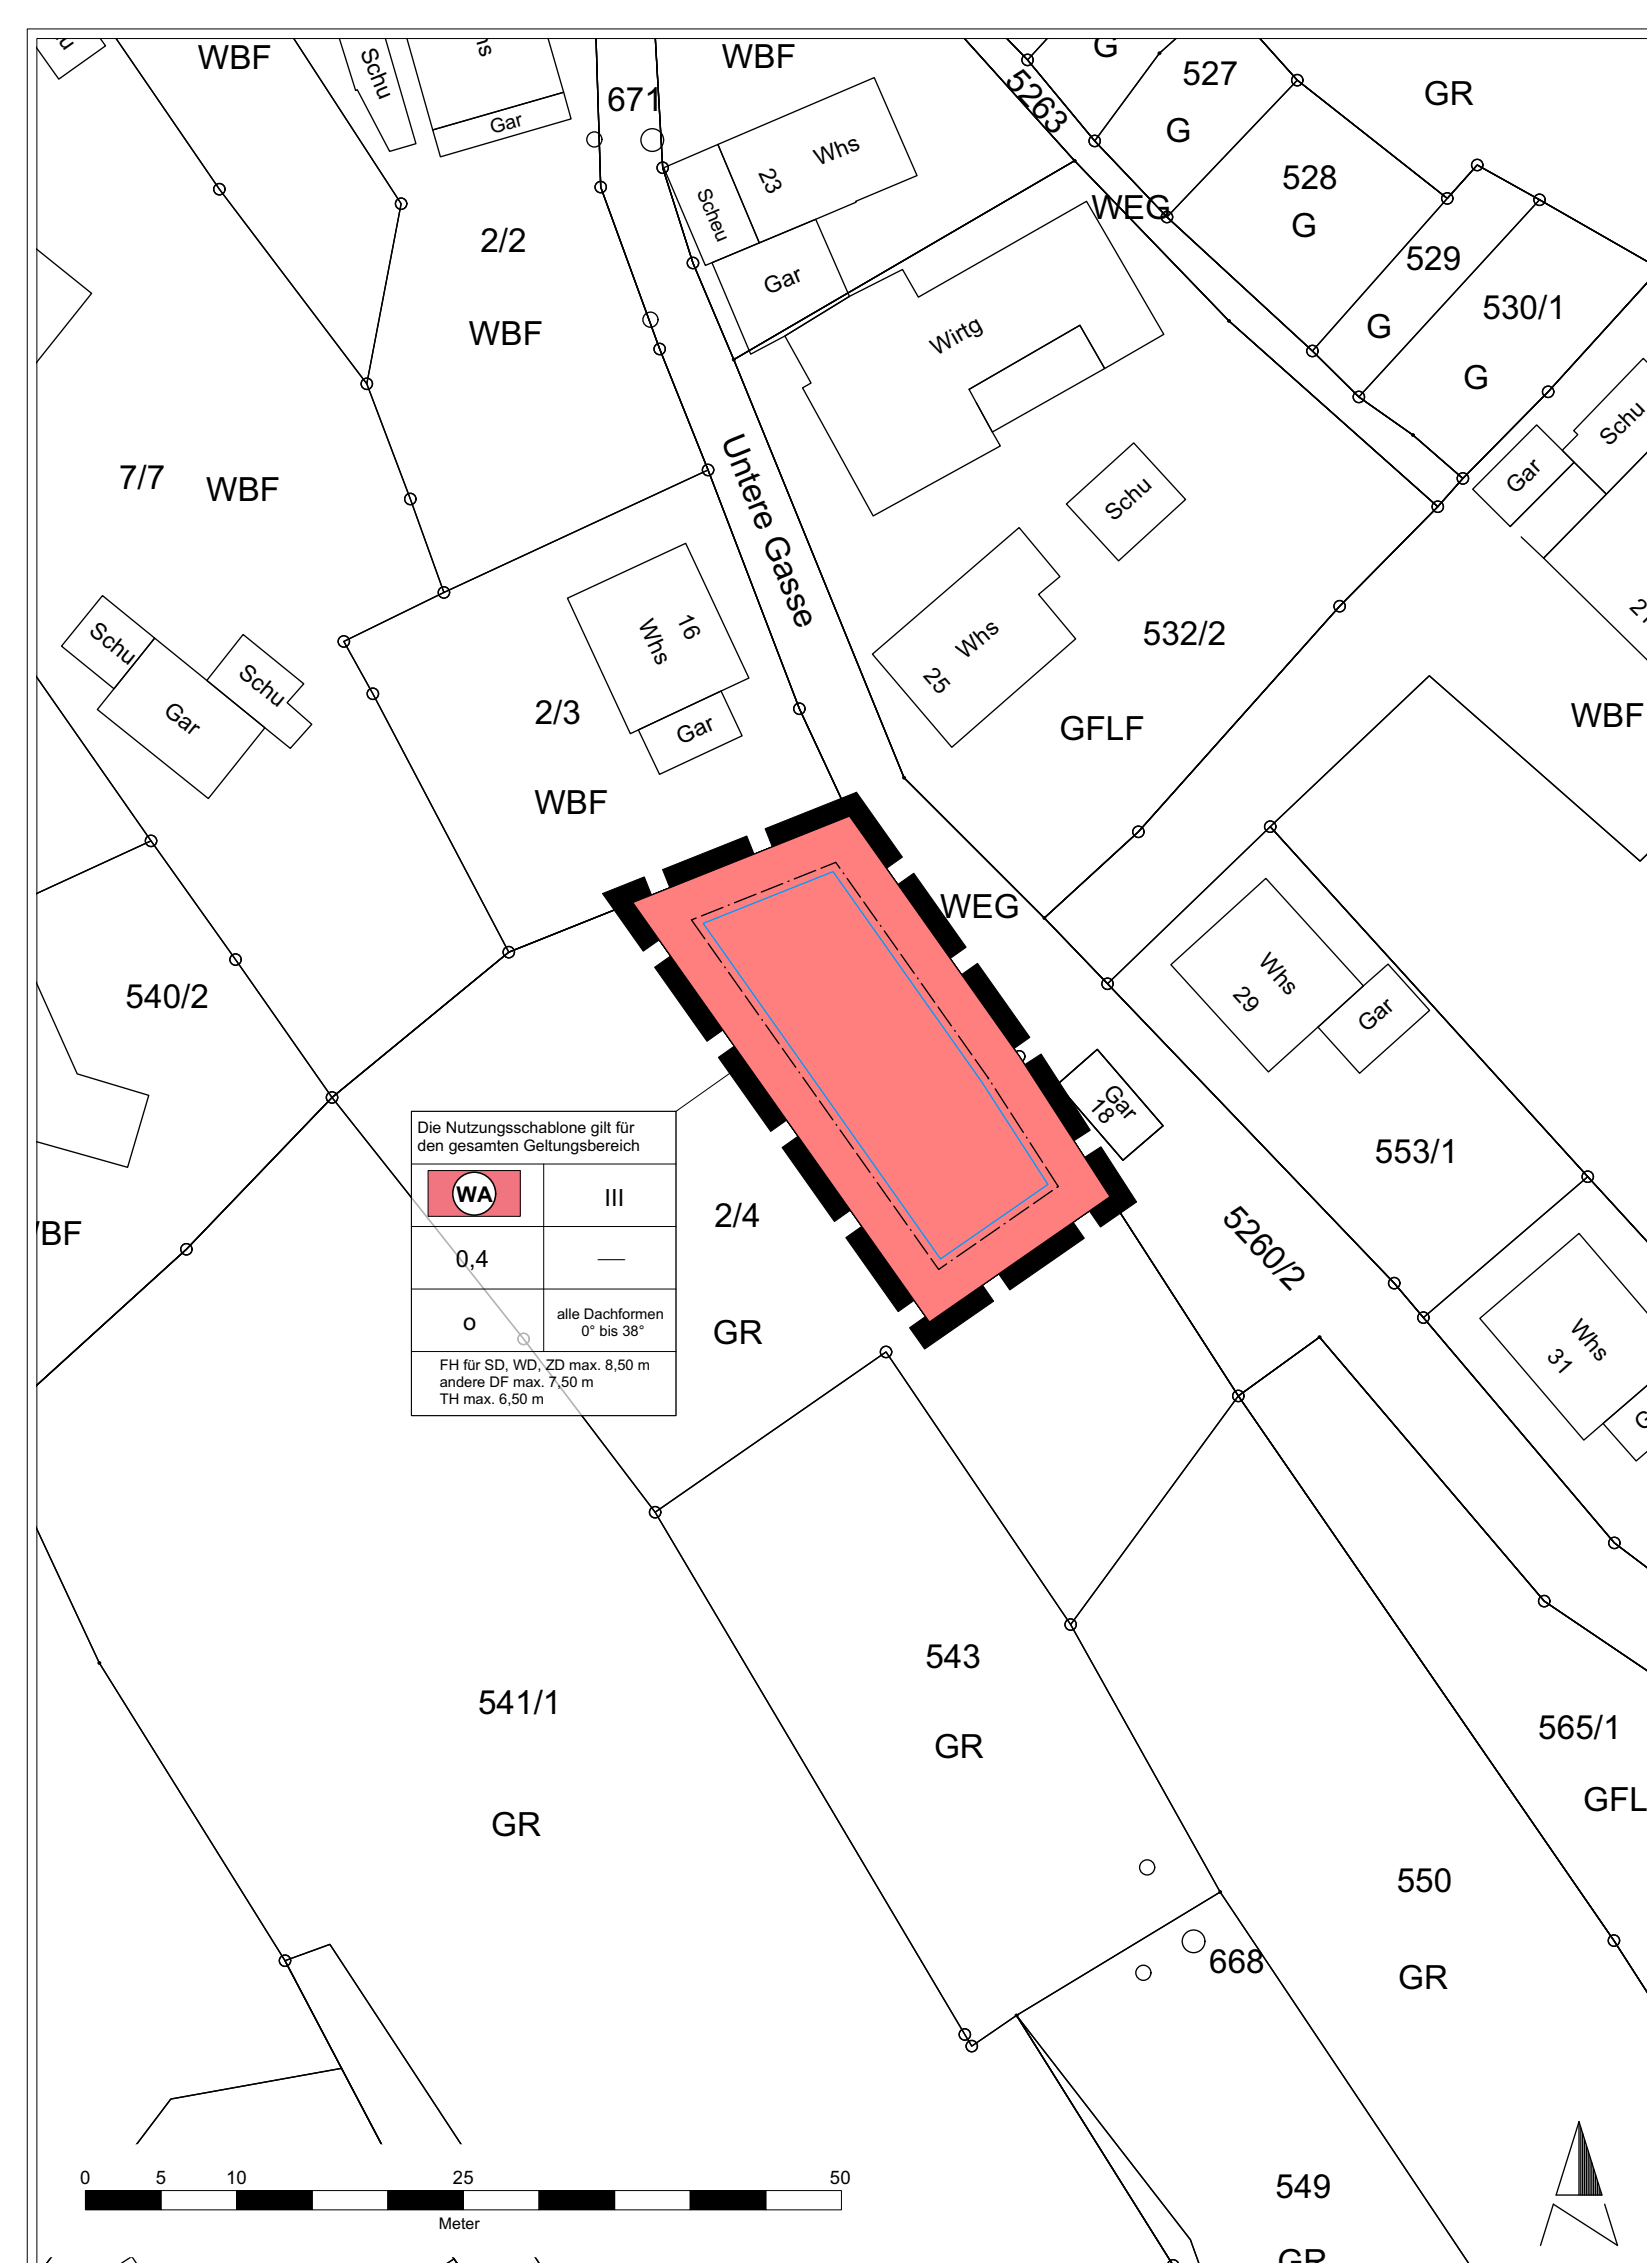 WBF
Schu
Gar
671
WBF
5263
G
527
G
GR
23
Whs
Scheu
Gar
528
G
WEG
529
G
530/1
G
2/2
WBF
Wirtg
7/7
WBF
Untere Gasse
Schu
Gar
Schu
Schu
Schu
Gar
16
Whs
Gar
2/3
WBF
Whs
25
532/2
GFLF
WBF
WEG
540/2
Whs
29
Gar
Gar
18
553/1
5260/2
Die Nutzungsschablone gilt für
den gesamten Geltungsbereich
WA
III
0,4
—
o
alle Dachformen
0° bis 38°
FH für SD, WD, ZD max. 8,50 m
andere DF max. 7,50 m
TH max. 6,50 m
2/4
GR
Whs
31
543
GR
541/1
GR
565/1
GFL
550
GR
668
549
GR
0 5 10 25 50
Meter